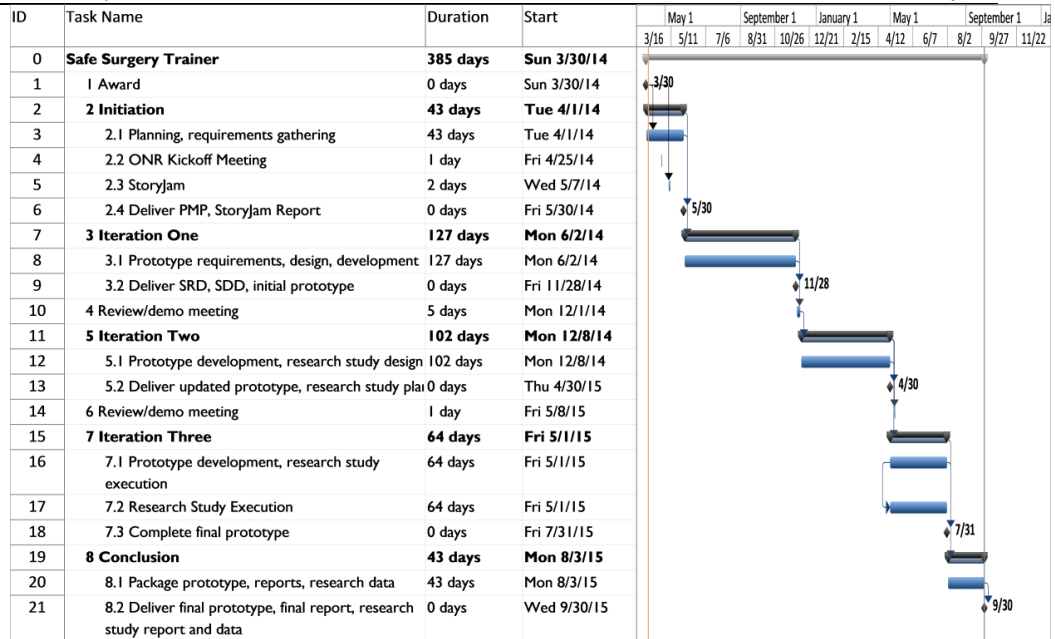 ID Task Name Duration Start May 1 September 1 January 1 May 1 September 1 Ja
3/16 5/11 7/6 8/31 10/26 12/21 2/15 4/12 6/7 8/2 9/27 11/22
0 Safe Surgery Trainer 385 days Sun 3/30/14
1 1 Award 0 days Sun 3/30/14 3/30
2 2 Initiation 43 days Tue 4/1/14
3 2.1 Planning, requirements gathering 43 days Tue 4/1/14
4 2.2 ONR Kickoff Meeting 1 day Fri 4/25/14
5 2.3 StoryJam 2 days Wed 5/7/14
6 2.4 Deliver PMP, StoryJam Report 0 days Fri 5/30/14 5/30
7 3 Iteration One 127 days Mon 6/2/14
8 3.1 Prototype requirements, design, development 127 days Mon 6/2/14
9 3.2 Deliver SRD, SDD, initial prototype 0 days Fri 11/28/14 11/28
10 4 Review/demo meeting 5 days Mon 12/1/14
11 5 Iteration Two 102 days Mon 12/8/14
12 5.1 Prototype development, research study design 102 days Mon 12/8/14
13 5.2 Deliver updated prototype, research study plan 0 days Thu 4/30/15 4/30
14 6 Review/demo meeting 1 day Fri 5/8/15
15 7 Iteration Three 64 days Fri 5/1/15
16 7.1 Prototype development, research study 64 days Fri 5/1/15
execution
17 7.2 Research Study Execution 64 days Fri 5/1/15
18 7.3 Complete final prototype 0 days Fri 7/31/15 7/31
19 8 Conclusion 43 days Mon 8/3/15
20 8.1 Package prototype, reports, research data 43 days Mon 8/3/15
21 8.2 Deliver final prototype, final report, research 0 days Wed 9/30/15 9/30
study report and data